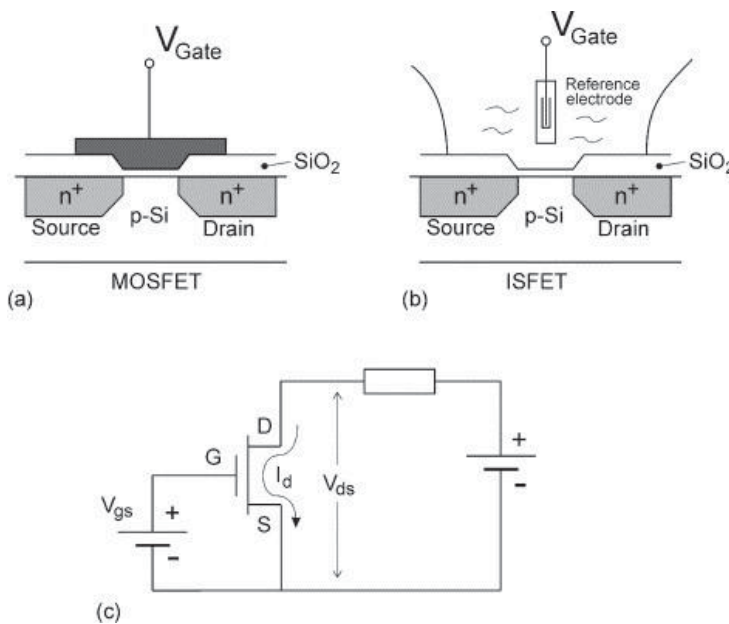 V_Gate
SiO₂
n⁺
n⁺
p-Si
Source
Drain
MOSFET
(a)
V_Gate
Reference
electrode
SiO₂
n⁺
n⁺
p-Si
Source
Drain
ISFET
(b)
D
G
I_d
V_ds
S
V_gs
+
-
+
-
(c)